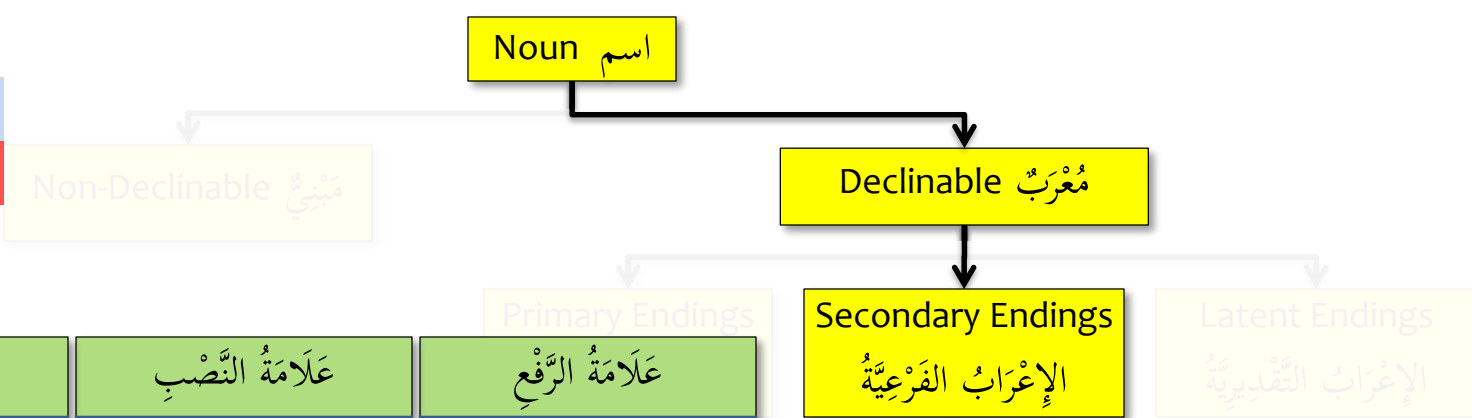 Noun اسم
Non-Declinable مَبْنِيٌّ
Declinable مُعْرَبٌ
Primary Endings
Secondary Endings
الإِعْرَابُ الفَرْعِيَّةُ
Latent Endings
الإِعْرَابُ التَّقْدِيرِيَّةُ
عَلَامَةُ الرَّفْعِ
عَلَامَةُ النَّصْبِ